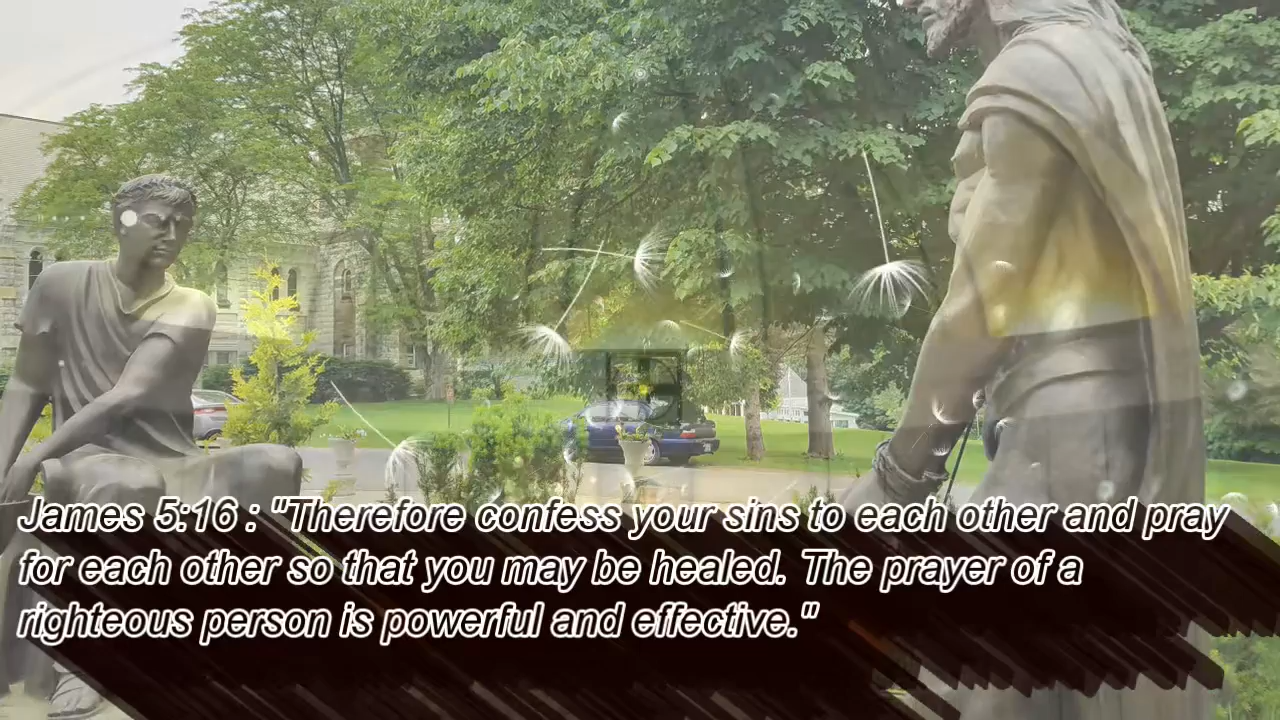 James 5:16 : "Therefore confess your sins to each other and pray
for each other so that you may be healed. The prayer of a
righteous person is powerful and effective."